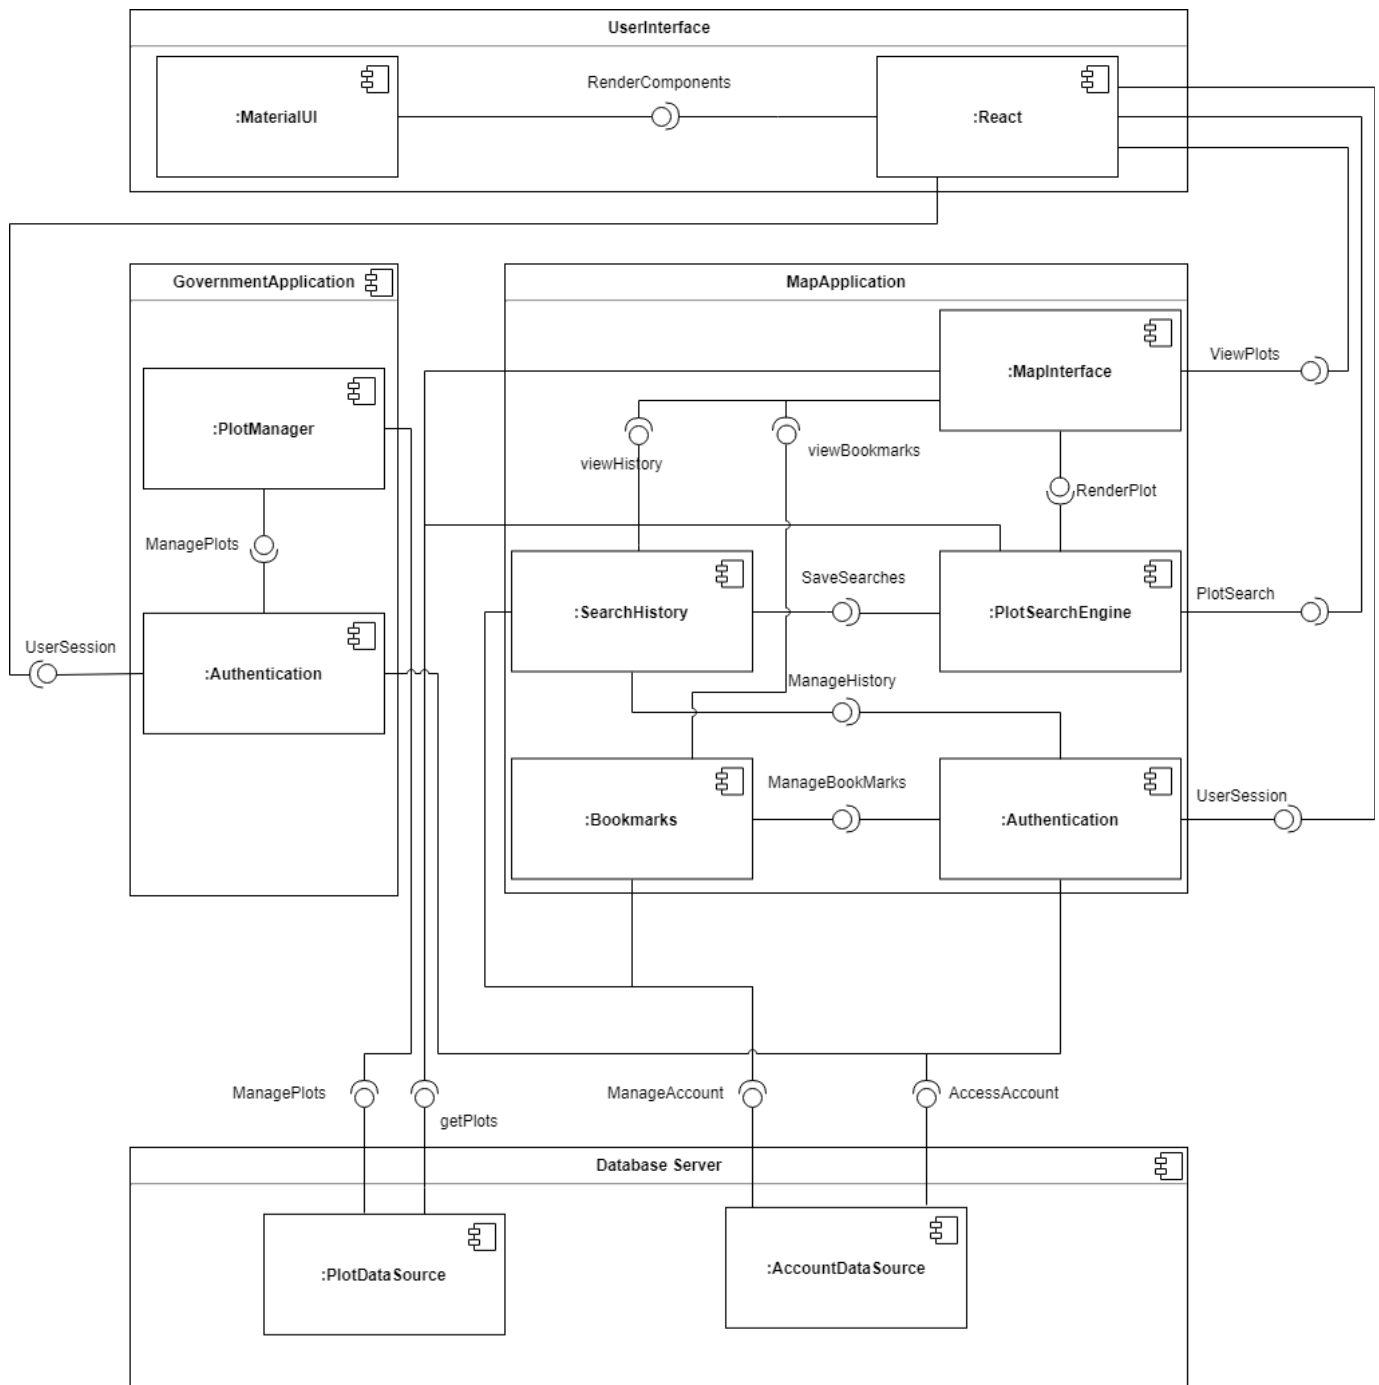 UserInterface
RenderComponents
:MaterialUI
:React
GovernmentApplication
MapApplication
ViewPlots
:MapInterface
:PlotManager
viewHistory
viewBookmarks
RenderPlot
ManagePlots
SaveSearches
PlotSearch
:SearchHistory
:PlotSearchEngine
UserSession
:Authentication
ManageHistory
ManageBookMarks
UserSession
:Bookmarks
:Authentication
ManagePlots
getPlots
ManageAccount
AccessAccount
Database Server
:PlotDataSource
:AccountDataSource